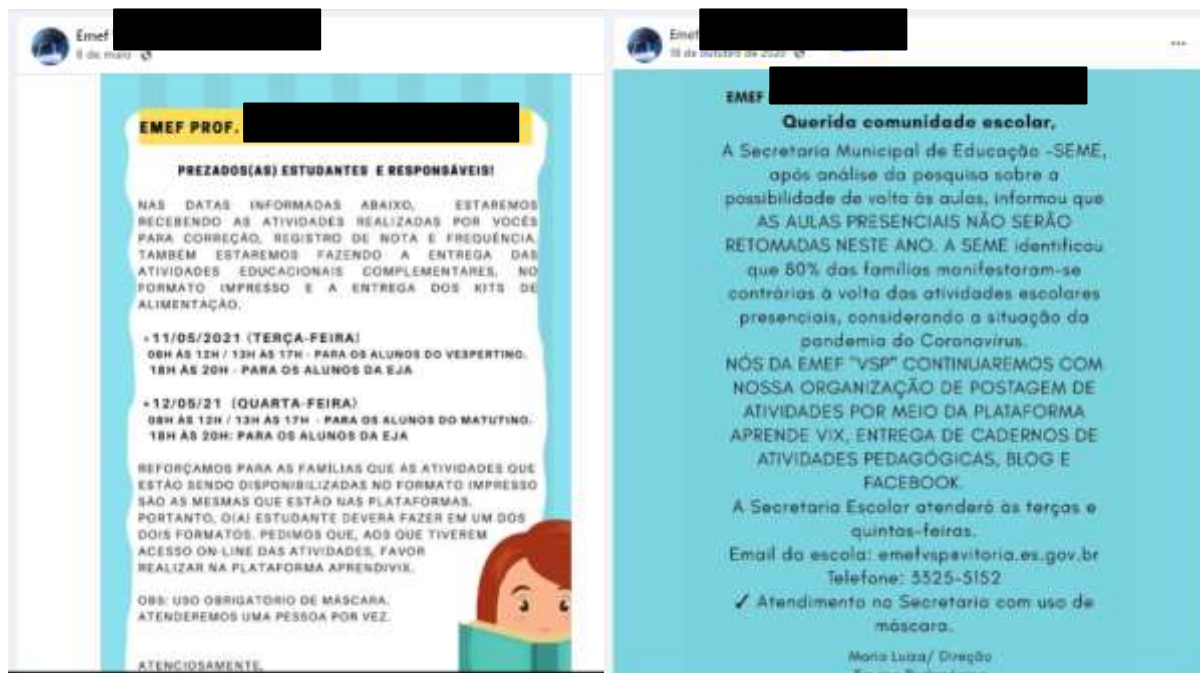 Emef
8 de maio
EMEF PROF.
PREZADOS(AS) ESTUDANTES E RESPONSÁVEIS!
NAS DATAS INFORMADAS ABAIXO, ESTAREMOS
RECEBENDO AS ATIVIDADES REALIZADAS POR VOCÊS
PARA CORREÇÃO, REGISTRO DE NOTA E FREQUÊNCIA.
TAMBÉM ESTAREMOS FAZENDO A ENTREGA DAS
ATIVIDADES EDUCACIONAIS COMPLEMENTARES, NO
FORMATO IMPRESSO E A ENTREGA DOS KITS DE
ALIMENTAÇÃO.
•11/05/2021 (TERÇA-FEIRA)
08H ÀS 12H / 13H ÀS 17H - PARA OS ALUNOS DO VESPERTINO.
18H ÀS 20H - PARA OS ALUNOS DA EJA
•12/05/21 (QUARTA-FEIRA)
08H ÀS 12H / 13H ÀS 17H - PARA OS ALUNOS DO MATUTINO.
18H ÀS 20H: PARA OS ALUNOS DA EJA
REFORÇAMOS PARA AS FAMÍLIAS QUE AS ATIVIDADES QUE
ESTÃO SENDO DISPONIBILIZADAS NO FORMATO IMPRESSO
SÃO AS MESMAS QUE ESTÃO NAS PLATAFORMAS.
PORTANTO, O(A) ESTUDANTE DEVERÁ FAZER EM UM DOS
DOIS FORMATOS. PEDIMOS QUE, AOS QUE TIVEREM
ACESSO ON-LINE DAS ATIVIDADES, FAVOR
REALIZAR NA PLATAFORMA APRENDIVIX.
OBS: USO OBRIGATÓRIO DE MÁSCARA.
ATENDEREMOS UMA PESSOA POR VEZ.
ATENCIOSAMENTE,
Emef
de outubro de 2020
EMEF
Querida comunidade escolar,
A Secretaria Municipal de Educação -SEME,
após análise da pesquisa sobre a
possibilidade de volta às aulas, informou que
AS AULAS PRESENCIAIS NÃO SERÃO
RETOMADAS NESTE ANO. A SEME identificou
que 80% das famílias manifestaram-se
contrárias à volta das atividades escolares
presenciais, considerando a situação da
pandemia do Coronavírus.
NÓS DA EMEF "VSP" CONTINUAREMOS COM
NOSSA ORGANIZAÇÃO DE POSTAGEM DE
ATIVIDADES POR MEIO DA PLATAFORMA
APRENDE VIX, ENTREGA DE CADERNOS DE
ATIVIDADES PEDAGÓGICAS, BLOG E
FACEBOOK.
A Secretaria Escolar atenderá às terças e
quintas-feiras.
Email da escola: emefvspevitoria.es.gov.br
Telefone: 3325-5152
✓ Atendimento na Secretaria com uso de
máscara.
Maria Luiza/ Direção